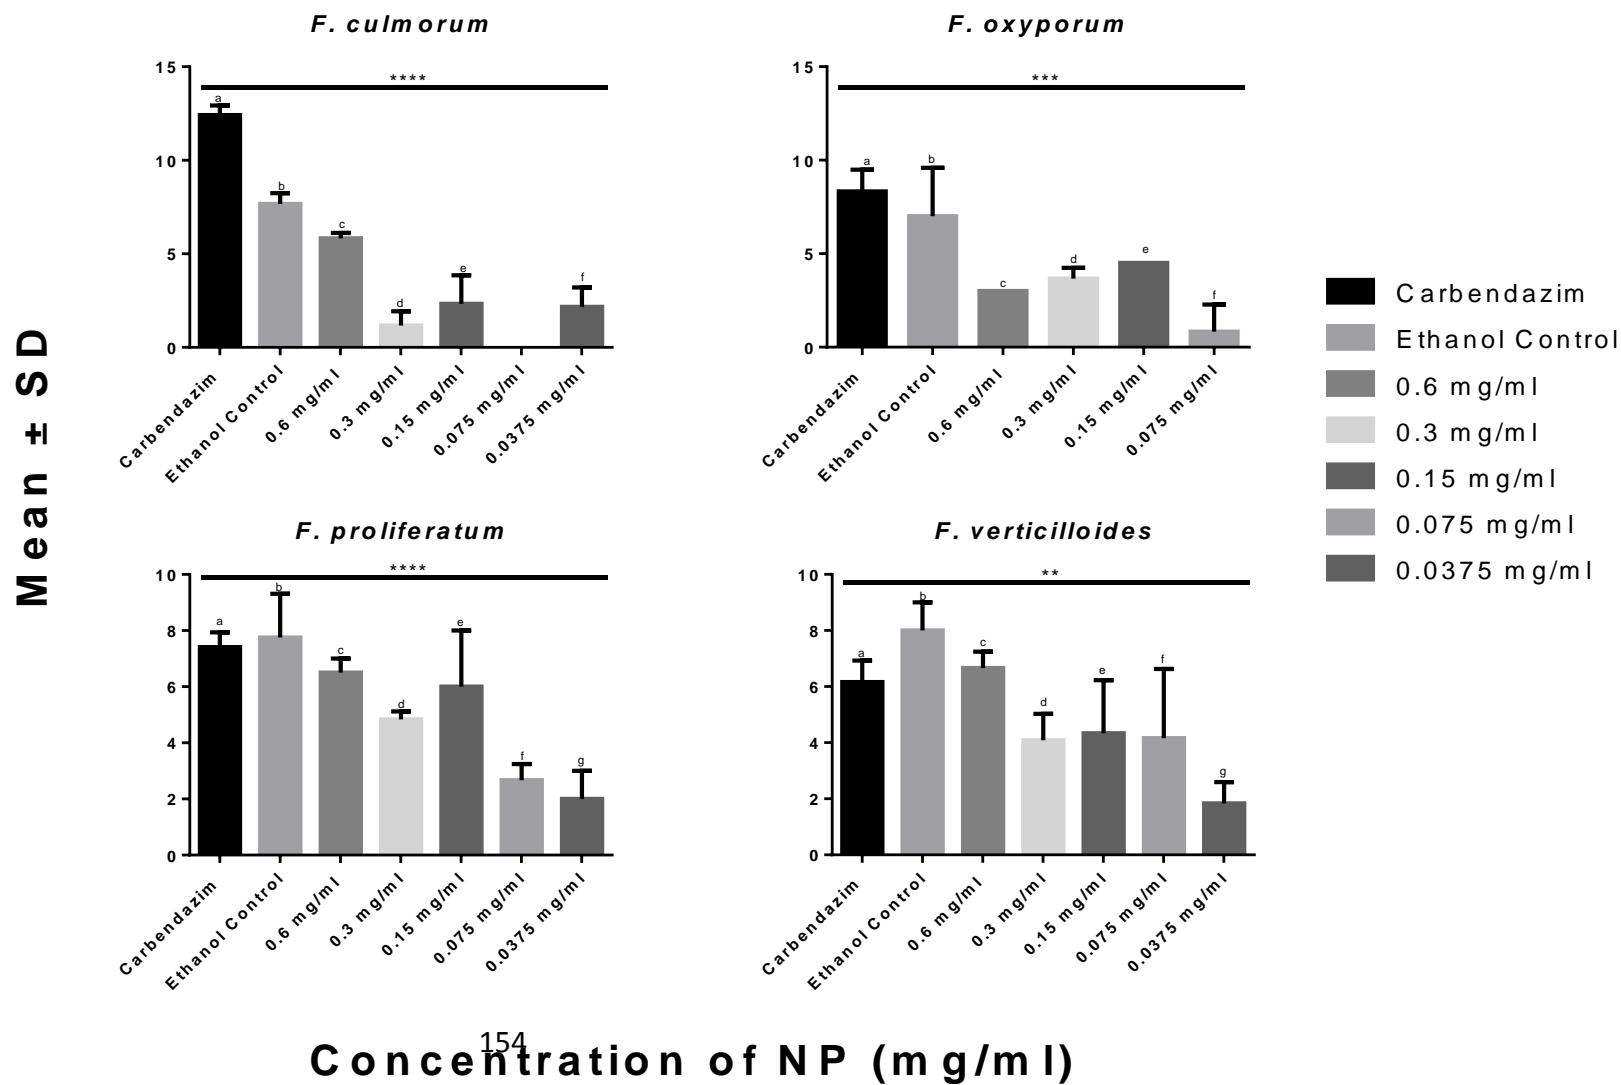 F. culmorum
15
10
5
0
****
a
b
c
d
e
f
Carbendazim
Ethanol Control
0.6 mg/ml
0.3 mg/ml
0.15 mg/ml
0.075 mg/ml
0.0375 mg/ml
F. oxyporum
15
10
5
0
***
a
b
c
d
e
f
Carbendazim
Ethanol Control
0.6 mg/ml
0.3 mg/ml
0.15 mg/ml
0.075 mg/ml
Carbendazim
Ethanol Control
0.6 mg/ml
0.3 mg/ml
0.15 mg/ml
0.075 mg/ml
0.0375 mg/ml
Mean ± SD
F. proliferatum
10
8
6
4
2
0
****
a
b
c
d
e
f
g
Carbendazim
Ethanol Control
0.6 mg/ml
0.3 mg/ml
0.15 mg/ml
0.075 mg/ml
0.0375 mg/ml
F. verticilloides
10
8
6
4
2
0
**
a
b
c
d
e
f
g
Carbendazim
Ethanol Control
0.6 mg/ml
0.3 mg/ml
0.15 mg/ml
0.075 mg/ml
0.0375 mg/ml
154
Concentration of NP (mg/ml)